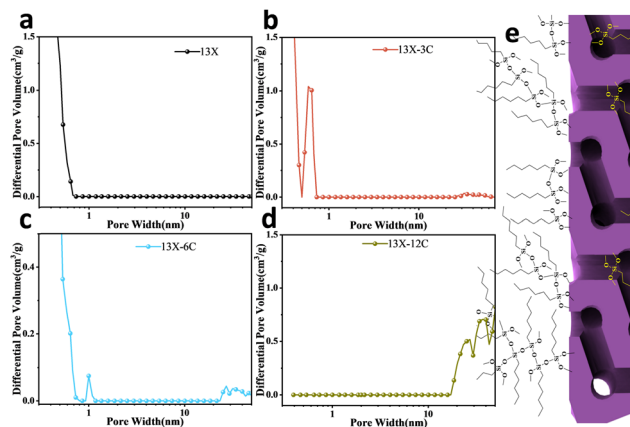 a
13X
Differential Pore Volume(cm³/g)
1.5
1.0
0.5
0.0
1
10
Pore Width(nm)
b
13X-3C
Differential Pore Volume(cm³/g)
1.5
1.0
0.5
0.0
1
10
Pore Width(nm)
c
13X-6C
Differential Pore Volume(cm³/g)
0.4
0.2
0.0
1
10
Pore Width(nm)
d
13X-12C
Differential Pore Volume(cm³/g)
1.5
1.0
0.5
0.0
1
10
Pore Width(nm)
e